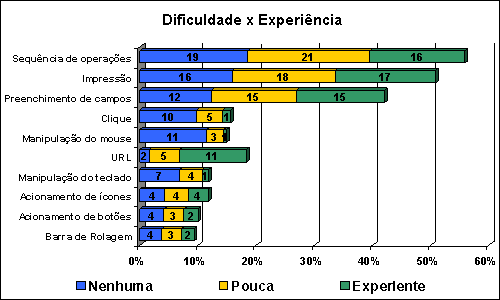 Dificuldade x Experiência
Sequência de operações 19 21 16
Impressão 16 18 17
Preenchimento de campos 12 15 15
Clique 10 5 1
Manipulação do mouse 11 3 1
URL 2 5 11
Manipulação do teclado 7 4 1
Acionamento de ícones 4 4 4
Acionamento de botões 4 3 2
Barra de Rolagem 4 3 2
0% 10% 20% 30% 40% 50% 60%
Nenhuma Pouca Experiente